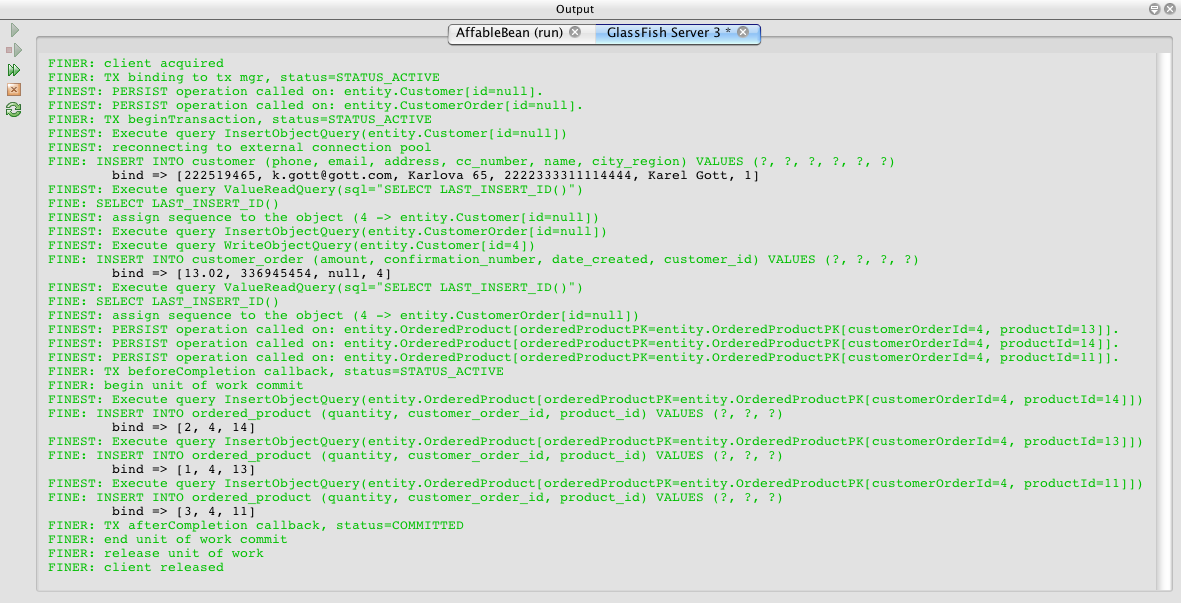 Output
AffableBean (run)
GlassFish Server 3 *
FINER: client acquired
FINER: TX binding to tx mgr, status=STATUS_ACTIVE
FINEST: PERSIST operation called on: entity.Customer[id=null].
FINEST: PERSIST operation called on: entity.CustomerOrder[id=null].
FINER: TX beginTransaction, status=STATUS_ACTIVE
FINEST: Execute query InsertObjectQuery(entity.Customer[id=null])
FINEST: reconnecting to external connection pool
FINE: INSERT INTO customer (phone, email, address, cc_number, name, city_region) VALUES (?, ?, ?, ?, ?, ?)
bind => [222519465, k.gott@gott.com, Karlova 65, 2222333311114444, Karel Gott, 1]
FINEST: Execute query ValueReadQuery(sql="SELECT LAST_INSERT_ID()")
FINE: SELECT LAST_INSERT_ID()
FINEST: assign sequence to the object (4 -> entity.Customer[id=null])
FINEST: Execute query InsertObjectQuery(entity.CustomerOrder[id=null])
FINEST: Execute query WriteObjectQuery(entity.Customer[id=4])
FINE: INSERT INTO customer_order (amount, confirmation_number, date_created, customer_id) VALUES (?, ?, ?, ?)
bind => [13.02, 336945454, null, 4]
FINEST: Execute query ValueReadQuery(sql="SELECT LAST_INSERT_ID()")
FINE: SELECT LAST_INSERT_ID()
FINEST: assign sequence to the object (4 -> entity.CustomerOrder[id=null])
FINEST: PERSIST operation called on: entity.OrderedProduct[orderedProductPK=entity.OrderedProductPK[customerOrderId=4, productId=13]].
FINEST: PERSIST operation called on: entity.OrderedProduct[orderedProductPK=entity.OrderedProductPK[customerOrderId=4, productId=14]].
FINEST: PERSIST operation called on: entity.OrderedProduct[orderedProductPK=entity.OrderedProductPK[customerOrderId=4, productId=11]].
FINER: TX beforeCompletion callback, status=STATUS_ACTIVE
FINER: begin unit of work commit
FINEST: Execute query InsertObjectQuery(entity.OrderedProduct[orderedProductPK=entity.OrderedProductPK[customerOrderId=4, productId=14]])
FINE: INSERT INTO ordered_product (quantity, customer_order_id, product_id) VALUES (?, ?, ?)
bind => [2, 4, 14]
FINEST: Execute query InsertObjectQuery(entity.OrderedProduct[orderedProductPK=entity.OrderedProductPK[customerOrderId=4, productId=13]])
FINE: INSERT INTO ordered_product (quantity, customer_order_id, product_id) VALUES (?, ?, ?)
bind => [1, 4, 13]
FINEST: Execute query InsertObjectQuery(entity.OrderedProduct[orderedProductPK=entity.OrderedProductPK[customerOrderId=4, productId=11]])
FINE: INSERT INTO ordered_product (quantity, customer_order_id, product_id) VALUES (?, ?, ?)
bind => [3, 4, 11]
FINER: TX afterCompletion callback, status=COMMITTED
FINER: end unit of work commit
FINER: release unit of work
FINER: client released